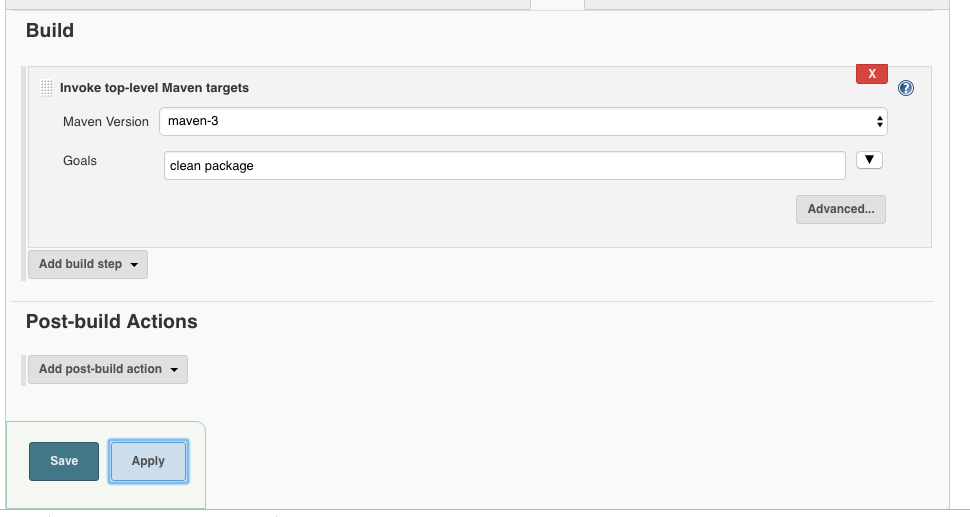 Build
X
Invoke top-level Maven targets
?
Maven Version maven-3
Goals clean package
Advanced...
Add build step
Post-build Actions
Add post-build action
Save Apply